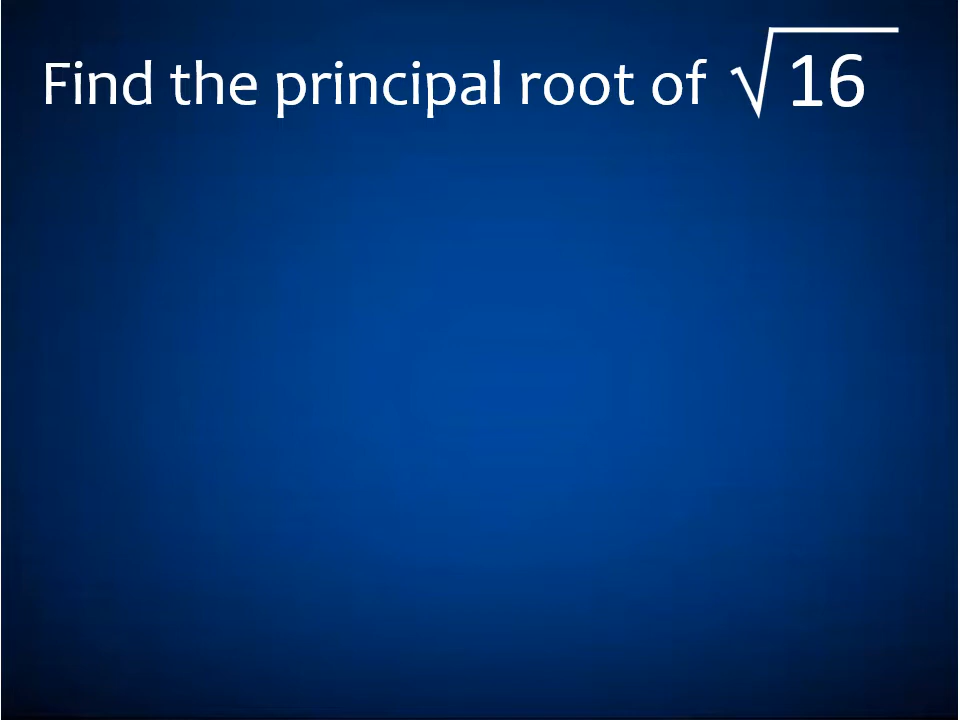 Find the principal root of √16